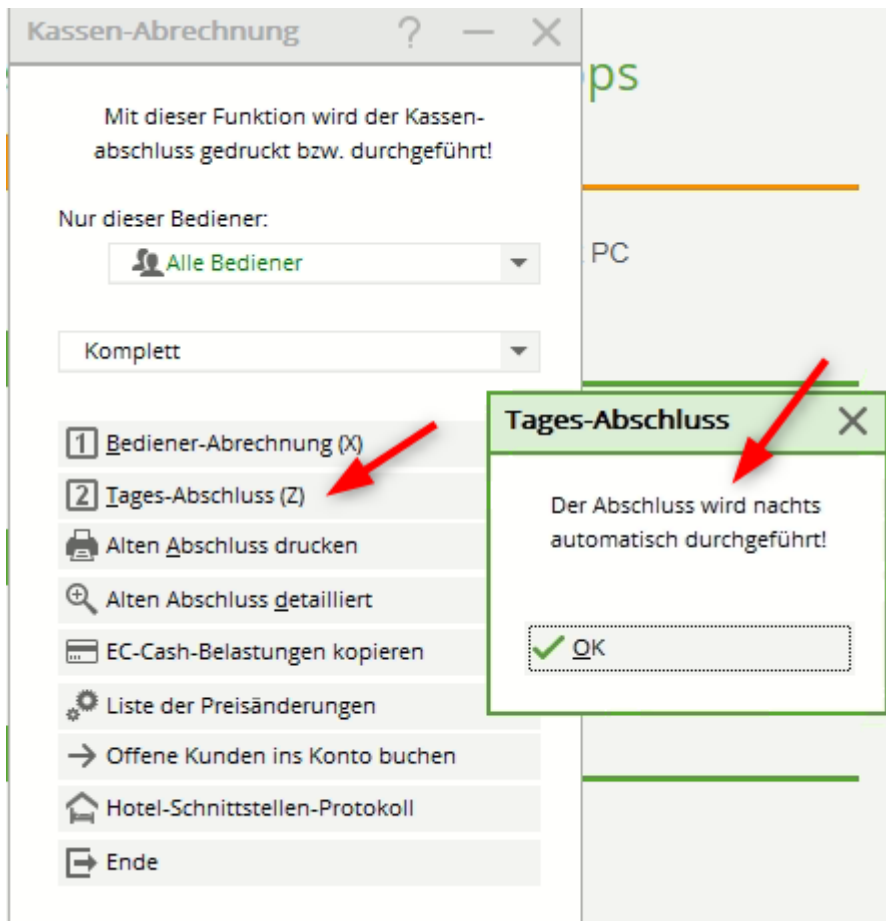 Kassen-Abrechnung
ps
Mit dieser Funktion wird der Kassen-
abschluss gedruckt bzw. durchgeführt!
Nur dieser Bediener:
Alle Bediener
PC
Komplett
1 Bediener-Abrechnung (X)
2 Tages-Abschluss (Z)
Alten Abschluss drucken
Alten Abschluss detailliert
EC-Cash-Belastungen kopieren
Liste der Preisänderungen
Offene Kunden ins Konto buchen
Hotel-Schnittstellen-Protokoll
Ende
Tages-Abschluss
Der Abschluss wird nachts
automatisch durchgeführt!
OK